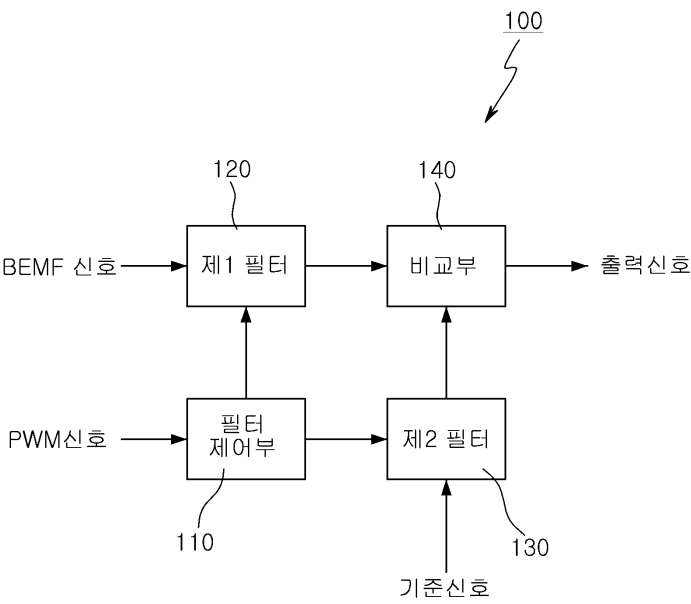 100
120
140
BEMF 신호
제1 필터
비교부
출력신호
PWM신호
필터
제어부
제2 필터
110
130
기준신호